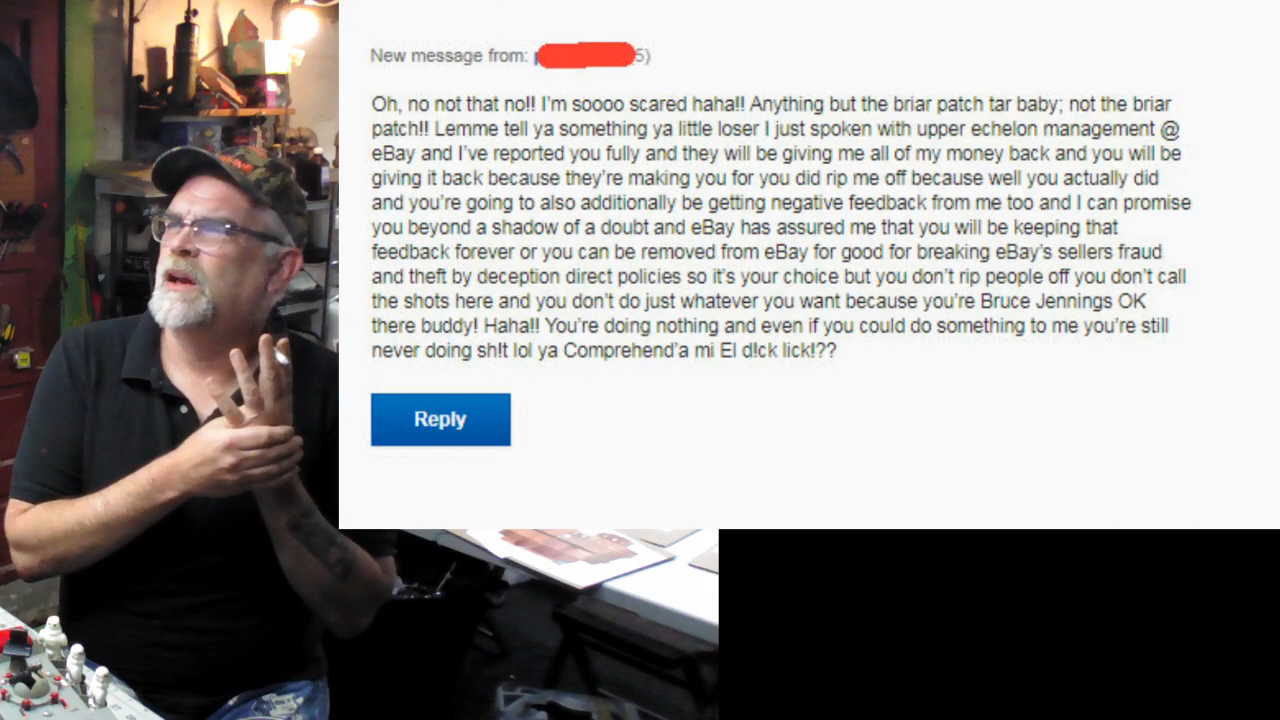 New message from: 5)
Oh, no not that no!! I'm soooo scared haha!! Anything but the briar patch tar baby; not the briar
patch!! Lemme tell ya something ya little loser I just spoken with upper echelon management @
eBay and I've reported you fully and they will be giving me all of my money back and you will be
giving it back because they're making you for you did rip me off because well you actually did
and you're going to also additionally be getting negative feedback from me too and I can promise
you beyond a shadow of a doubt and eBay has assured me that you will be keeping that
feedback forever or you can be removed from eBay for good for breaking eBay's sellers fraud
and theft by deception direct policies so it's your choice but you don't rip people off you don't call
the shots here and you don't do just whatever you want because you're Bruce Jennings OK
there buddy! Haha!! You're doing nothing and even if you could do something to me you're still
never doing sh!t lol ya Comprehend'a mi El d!ck lick!??
Reply